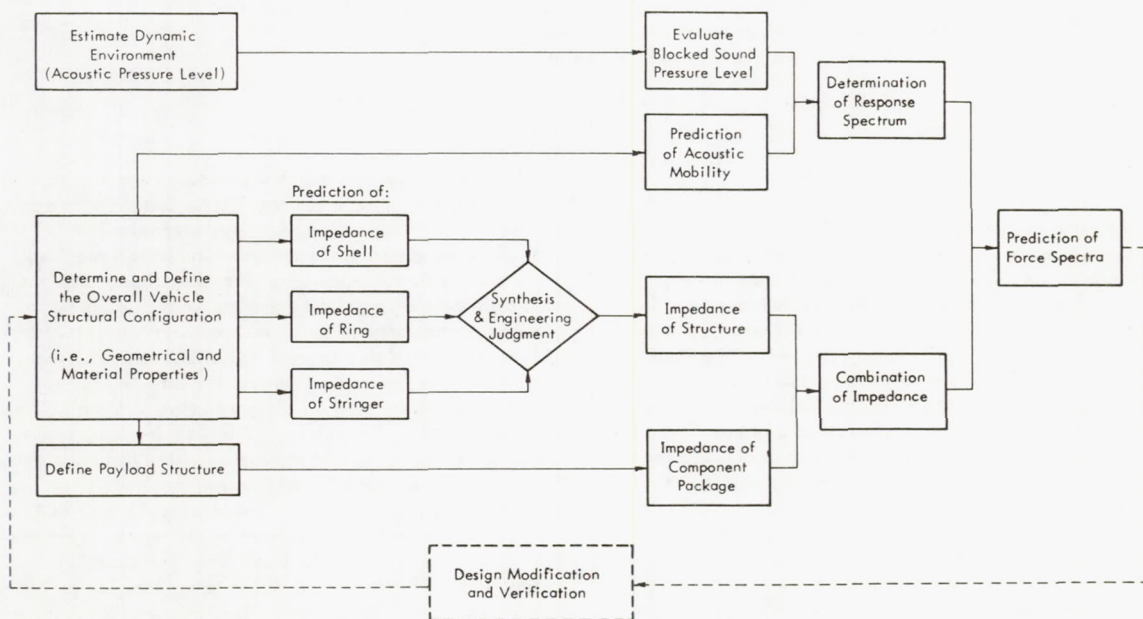 Estimate Dynamic
Environment
(Acoustic Pressure Level)
Evaluate
Blocked Sound
Pressure Level
Determination
of Response
Spectrum
Prediction
of Acoustic
Mobility
Prediction of:
Impedance
of Shell
Prediction of
Force Spectra
Determine and Define
the Overall Vehicle
Structural Configuration
(i.e., Geometrical and
Material Properties )
Impedance
of Ring
Synthesis
& Engineering
Judgment
Impedance
of Structure
Impedance
of Stringer
Combination
of Impedance
Define Payload Structure
Impedance of
Component
Package
Design Modification
and Verification